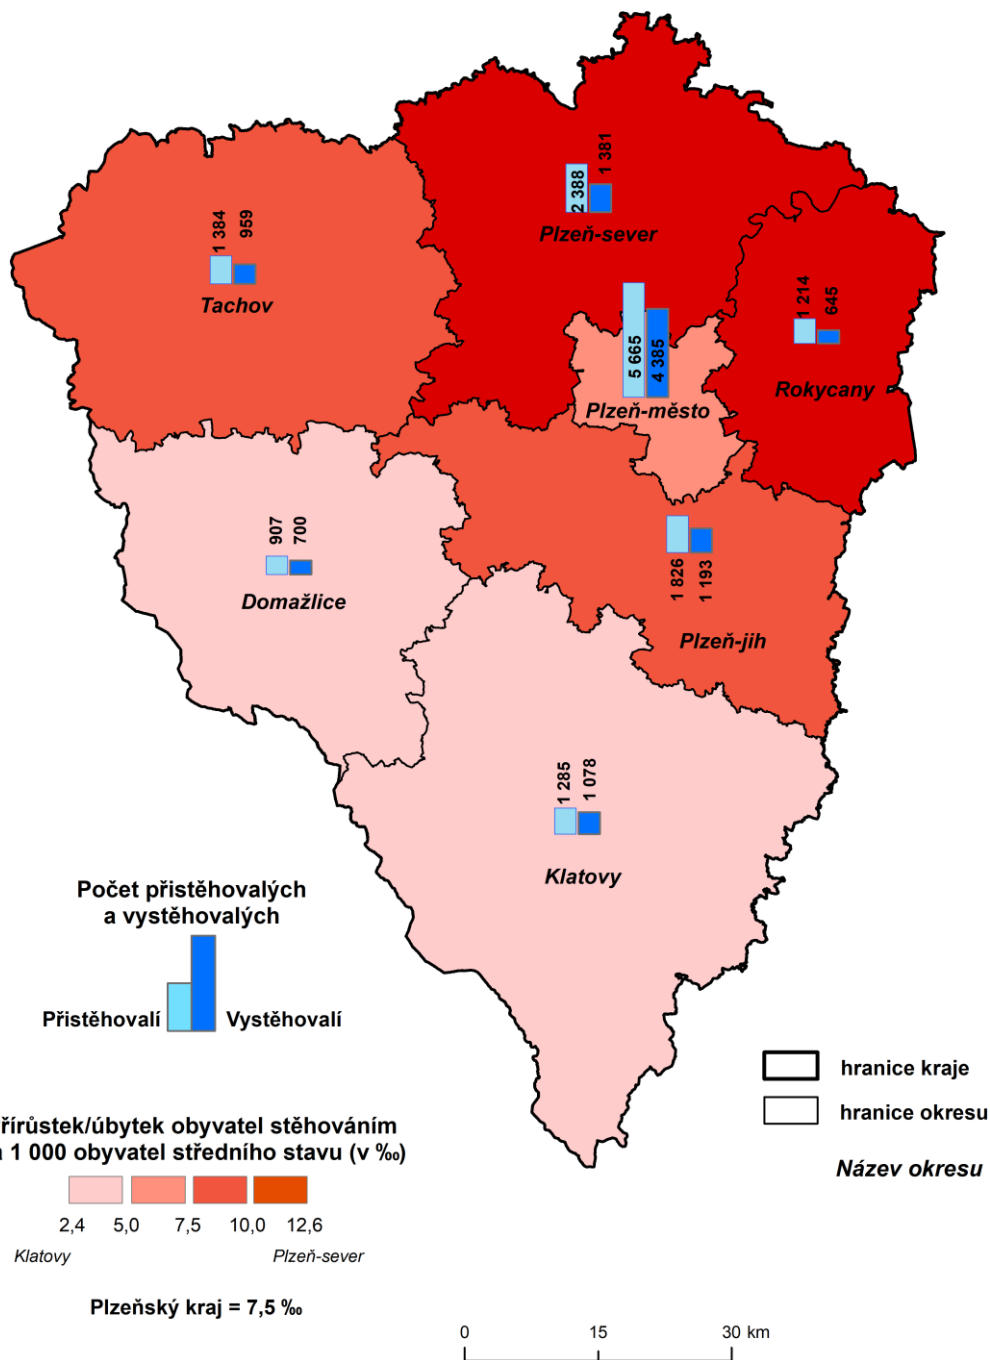 2 388
1 381
Plzeň-sever
1 384
959
Tachov
1 214
645
Rokycany
5 665
4 385
Plzeň-město
907
700
Domažlice
1 826
1 193
Plzeň-jih
1 285
1 078
Klatovy
Počet přistěhovalých
a vystěhovalých
Přistěhovalí
Vystěhovalí
hranice kraje
hranice okresu
Název okresu
řírůstek/úbytek obyvatel stěhováním
1 000 obyvatel středního stavu (v ‰)
2,4 5,0 7,5 10,0 12,6
Klatovy Plzeň-sever
Plzeňský kraj = 7,5 ‰
0 15 30 km